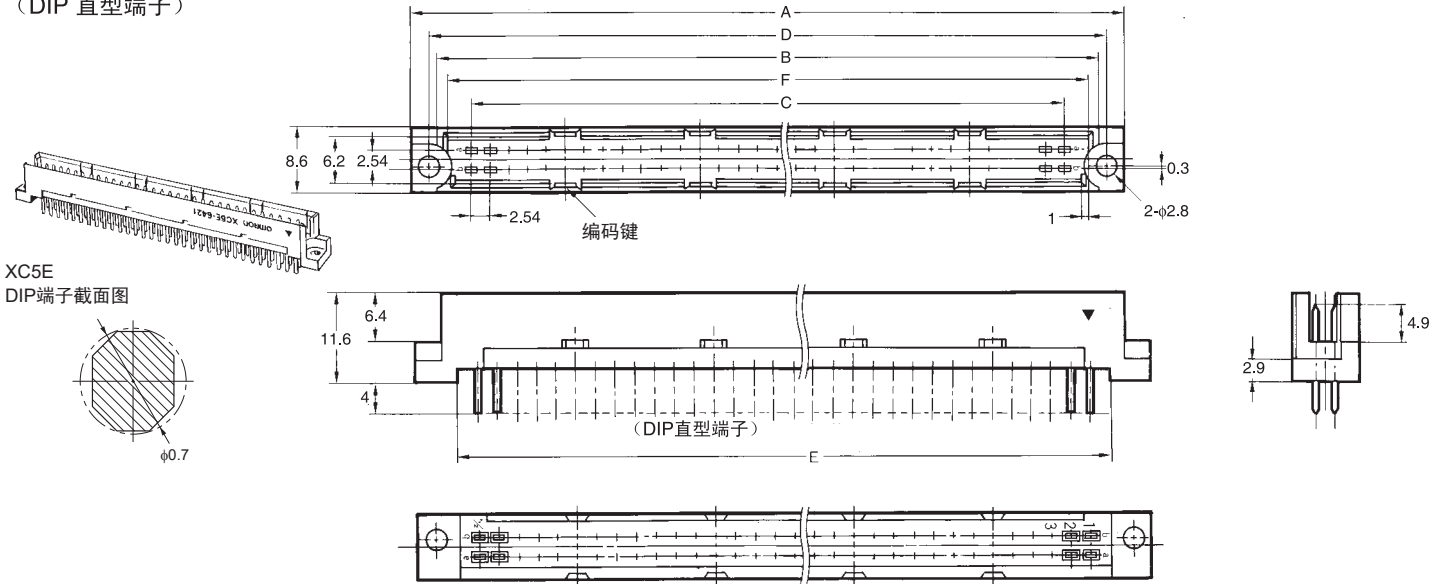 （DIP 直型端子）
A
D
B
F
C
8.6
6.2
2.54
0.3
2.54
1
2-φ2.8
编码键
OMRON XC5E-6421
XC5E
DIP端子截面图
φ0.7
11.6
6.4
4
（DIP直型端子）
E
4.9
2.9
3 2 1
b
a